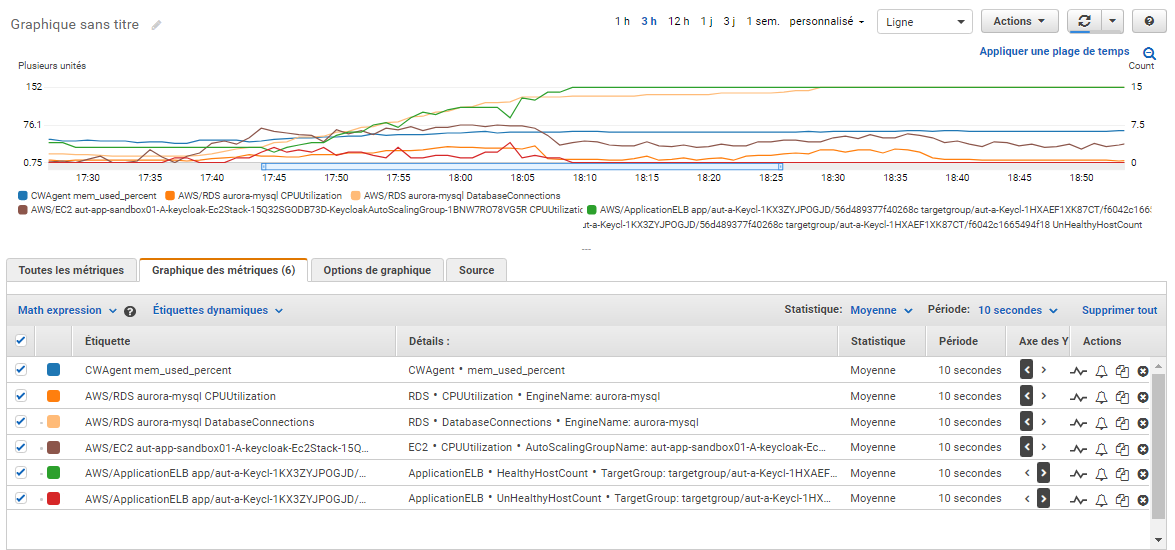 Graphique sans titre
1 h 3 h 12 h 1 j 3 j 1 sem. personnalisé Ligne Actions
Appliquer une plage de temps
Plusieurs unités Count
152 15
76.1 7.5
0.75 0
17:30 17:35 17:40 17:45 17:50 17:55 18:00 18:05 18:10 18:15 18:20 18:25 18:30 18:35 18:40 18:45 18:50
CWAgent mem_used_percent AWS/RDS aurora-mysql CPUUtilization AWS/RDS aurora-mysql DatabaseConnections
AWS/EC2 aut-app-sandbox01-A-keycloak-Ec2Stack-15Q32SGODB73D-KeycloakAutoScalingGroup-1BNW7RO78VG5R CPUUtilizatic AWS/ApplicationELB app/aut-a-Keycl-1KX3ZYJPOGJD/56d489377f40268c targetgroup/aut-a-Keycl-1HXAEF1XK87CT/f6042c1665
ut-a-Keycl-1KX3ZYJPOGJD/56d489377f40268c targetgroup/aut-a-Keycl-1HXAEF1XK87CT/f6042c1665494f18 UnHealthyHostCount
Toutes les métriques Graphique des métriques (6) Options de graphique Source
Math expression Étiquettes dynamiques Statistique: Moyenne Période: 10 secondes Supprimer tout
Étiquette Détails : Statistique Période Axe des Y Actions
CWAgent mem_used_percent CWAgent • mem_used_percent Moyenne 10 secondes < >
AWS/RDS aurora-mysql CPUUtilization RDS • CPUUtilization • EngineName: aurora-mysql Moyenne 10 secondes < >
AWS/RDS aurora-mysql DatabaseConnections RDS • DatabaseConnections • EngineName: aurora-mysql Moyenne 10 secondes < >
AWS/EC2 aut-app-sandbox01-A-keycloak-Ec2Stack-15Q... EC2 • CPUUtilization • AutoScalingGroupName: aut-app-sandbox01-A-keycloak-Ec... Moyenne 10 secondes < >
AWS/ApplicationELB app/aut-a-Keycl-1KX3ZYJPOGJD/... ApplicationELB • HealthyHostCount • TargetGroup: targetgroup/aut-a-Keycl-1HXAEF... Moyenne 10 secondes < >
AWS/ApplicationELB app/aut-a-Keycl-1KX3ZYJPOGJD/... ApplicationELB • UnHealthyHostCount • TargetGroup: targetgroup/aut-a-Keycl-1HX... Moyenne 10 secondes < >